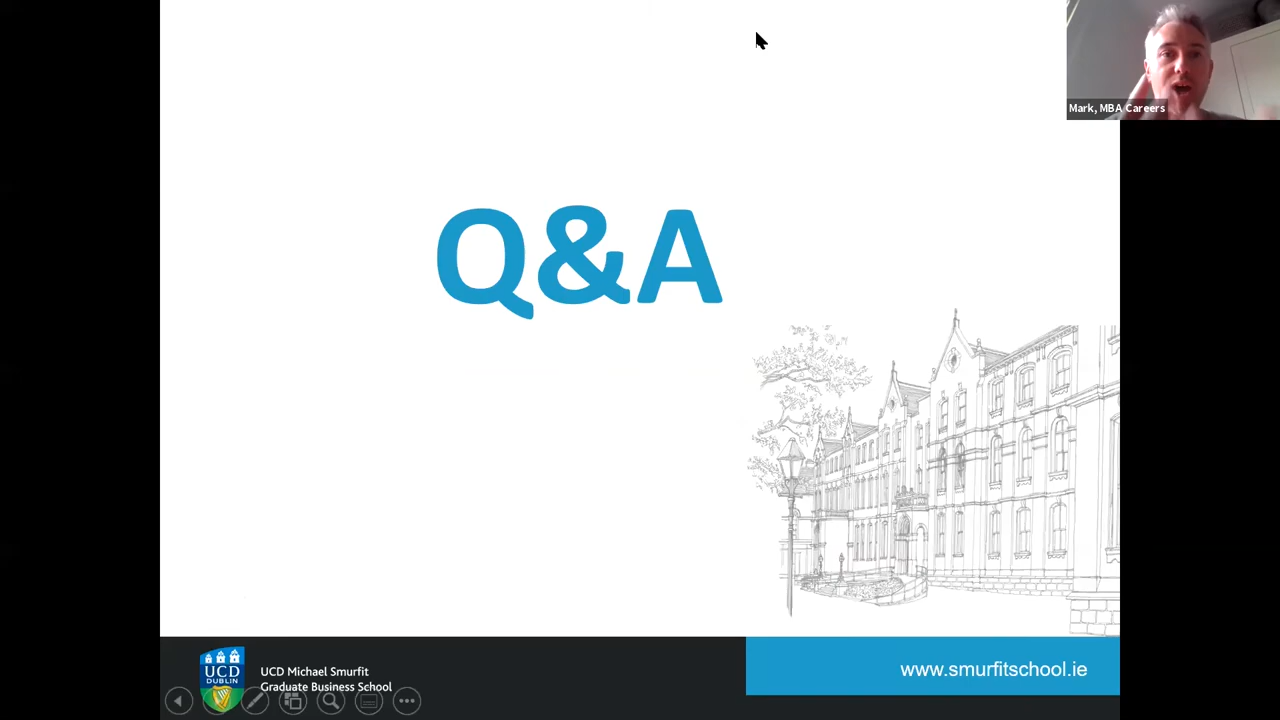 Mark, MBA Careers
Q&A
UCD
DUBLIN
UCD Michael Smurfit
Graduate Business School
www.smurfitschool.ie